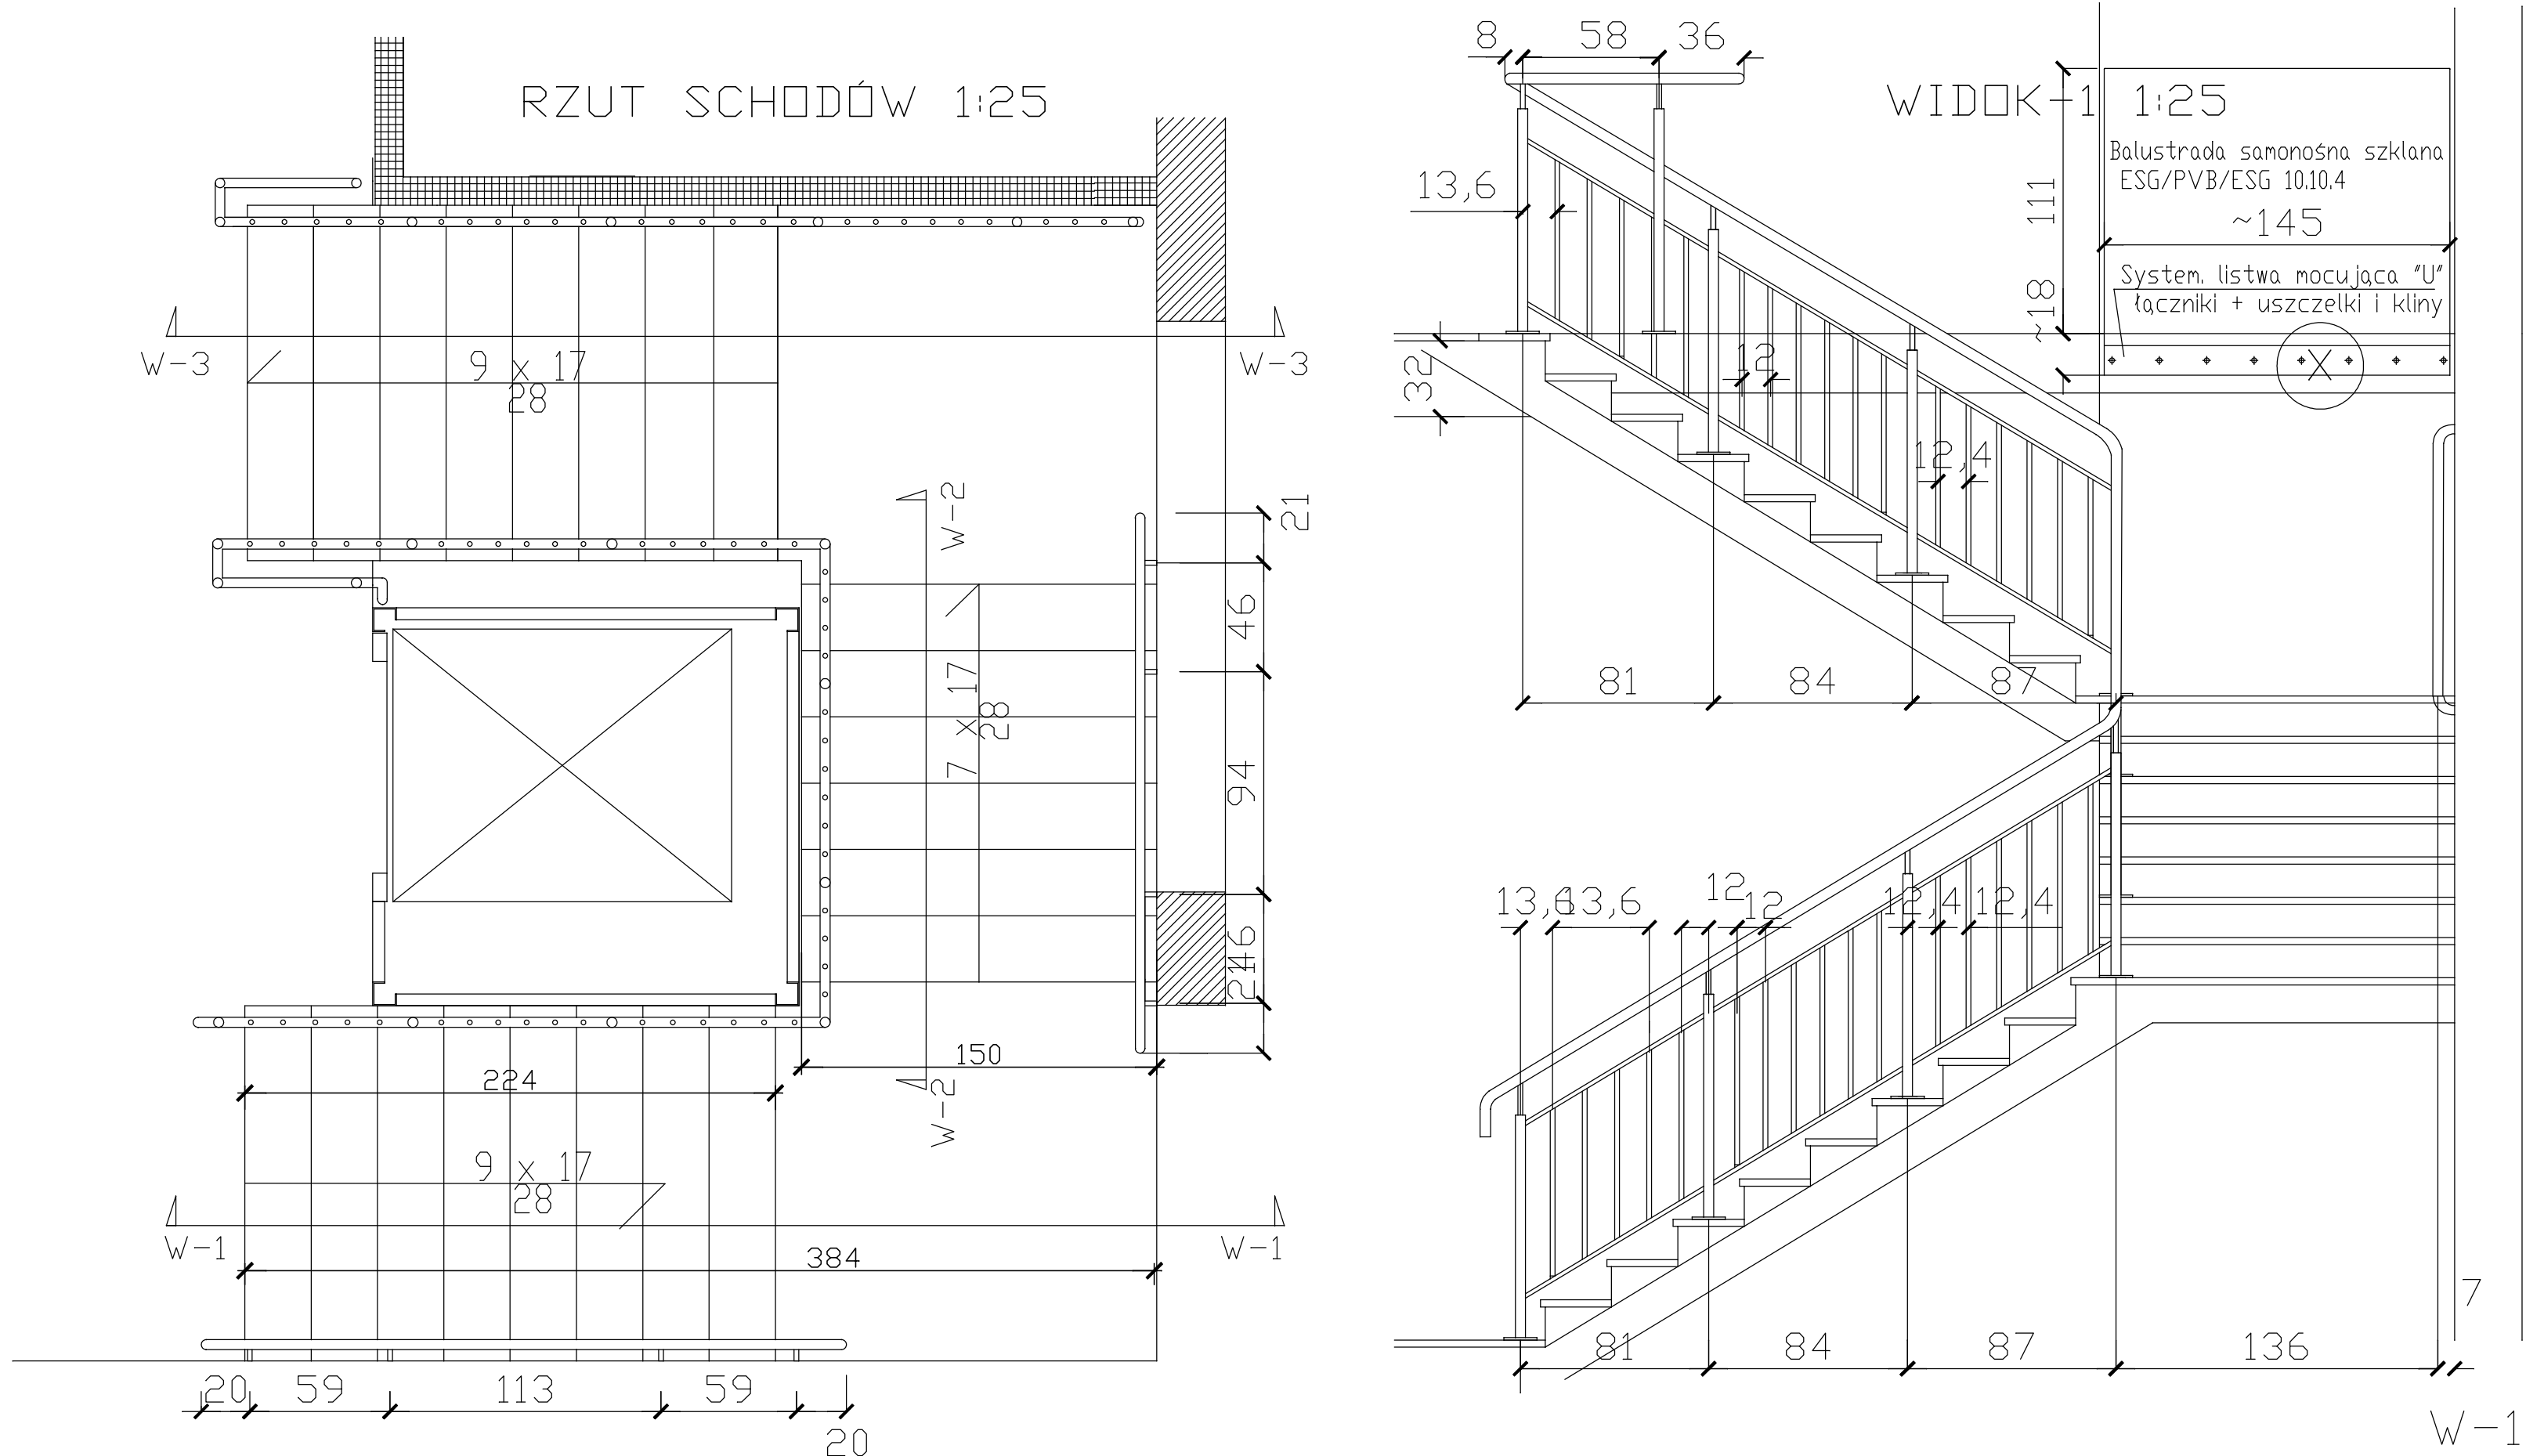 RZUT SCHODÓW 1:25
W-3
W-3
9 x 17
28
W-2
7 x 17
28
21
46
94
46
21
150
224
W-2
9 x 17
28
W-1
W-1
384
20
59
113
59
20
8
58
36
WIDOK-1 1:25
Balustrada samonośna szklana
ESG/PVB/ESG 10.10.4
13,6
111
~145
System. listwa mocująca "U"
łączniki + uszczelki i kliny
~18
X
32
12
12,4
81
84
87
13,6
13,6
12
12
12,4
12,4
7
81
84
87
136
W-1